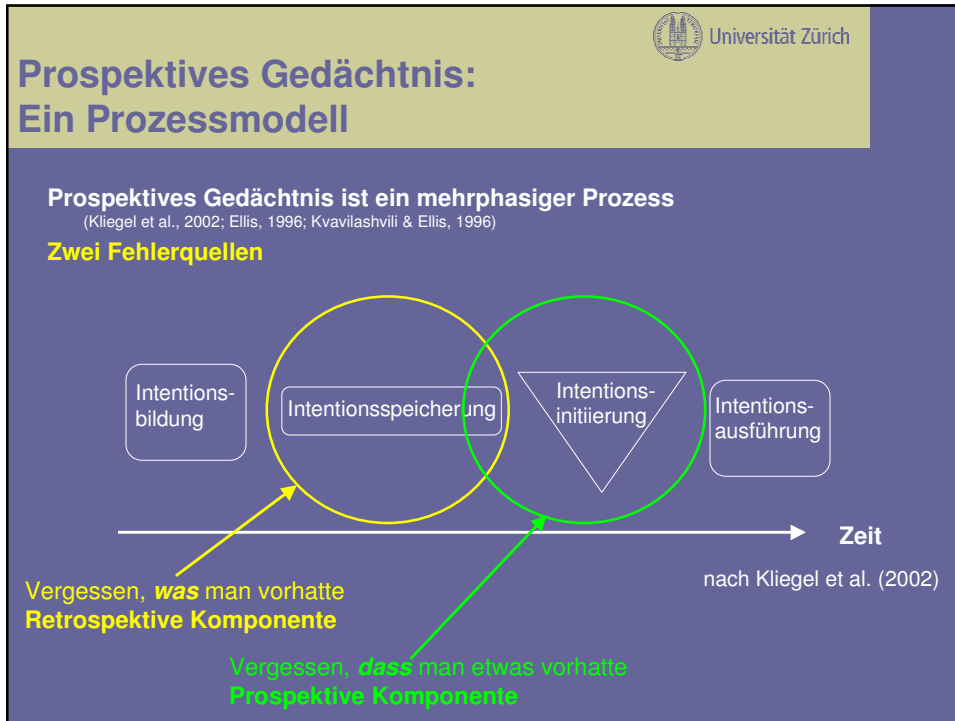 Universität Zürich
Prospektives Gedächtnis:
Ein Prozessmodell
Prospektives Gedächtnis ist ein mehrphasiger Prozess
(Kliegel et al., 2002; Ellis, 1996; Kvavilashvili & Ellis, 1996)
Zwei Fehlerquellen
Intentions-
bildung
Intentionsspeicherung
Intentions-
initiierung
Intentions-
ausführung
Zeit
nach Kliegel et al. (2002)
Vergessen, was man vorhatte
Retrospektive Komponente
Vergessen, dass man etwas vorhatte
Prospektive Komponente